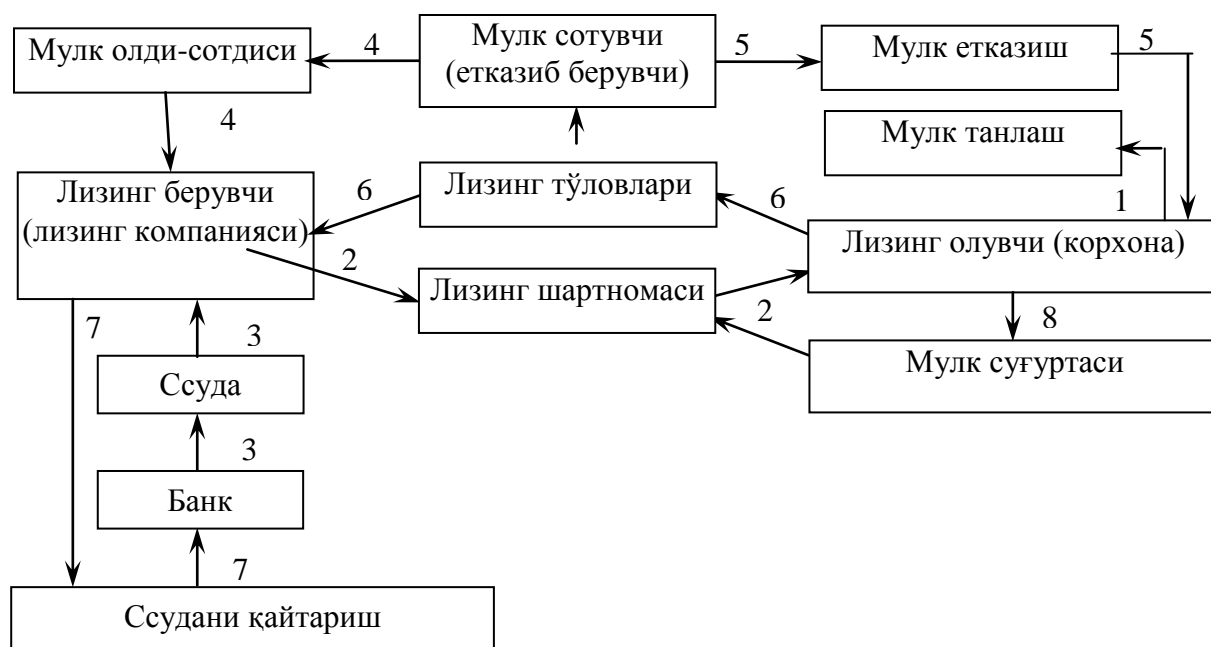 Мулк олди-сотдиси
4
Мулк сотувчи
(етказиб берувчи)
5
Мулк етказиш
5
4
Мулк танлаш
Лизинг берувчи
(лизинг компанияси)
6
Лизинг тўловлари
6
1
Лизинг олувчи (корхона)
2
Лизинг шартномаси
2
8
7
3
Мулк суғуртаси
Ссуда
3
Банк
7
Ссудани қайтариш